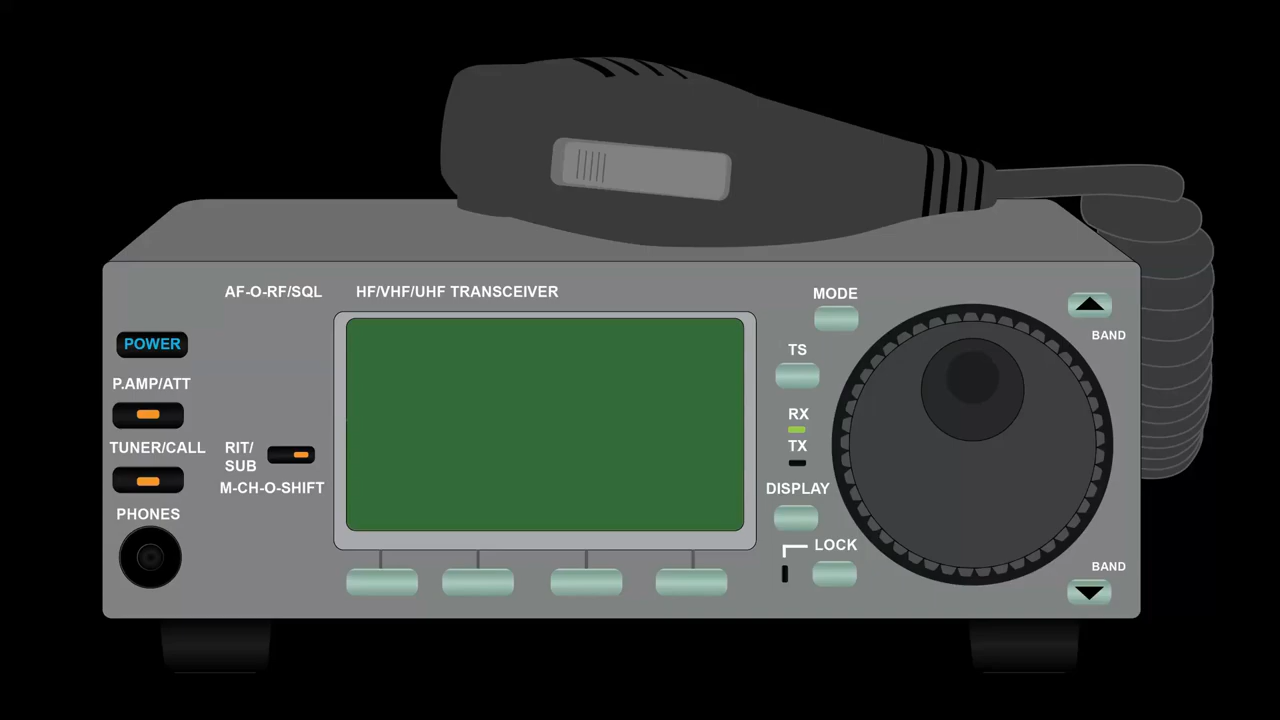 AF-O-RF/SQL
HF/VHF/UHF TRANSCEIVER
MODE
BAND
POWER
TS
P.AMP/ATT
RX
TUNER/CALL
RIT/
SUB
TX
M-CH-O-SHIFT
DISPLAY
PHONES
LOCK
BAND